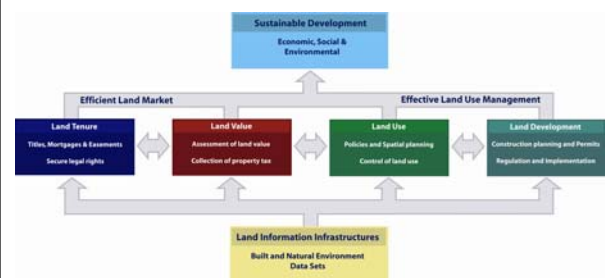 Sustainable Development
Economic, Social &
Environmental
Efficient Land Market
Effective Land Use Management
Land Tenure
Titles, Mortgages & Easements
Secure legal rights
Land Value
Assessment of land value
Collection of property tax
Land Use
Policies and Spatial planning
Control of land use
Land Development
Construction planning and Permits
Regulation and Implementation
Land Information Infrastructures
Built and Natural Environment
Data Sets